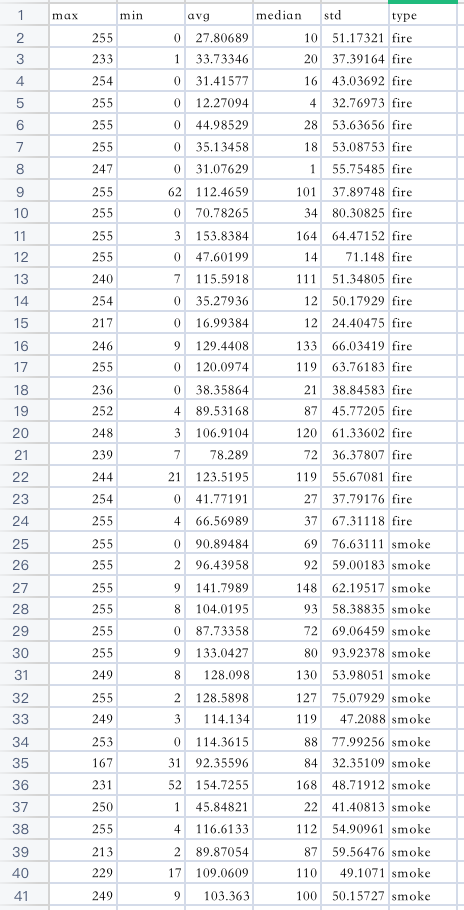 1 max min avg median std type
2 255 0 27.80689 10 51.17321 fire
3 233 1 33.73346 20 37.39164 fire
4 254 0 31.41577 16 43.03692 fire
5 255 0 12.27094 4 32.76973 fire
6 255 0 44.98529 28 53.63656 fire
7 255 0 35.13458 18 53.08753 fire
8 247 0 31.07629 1 55.75485 fire
9 255 62 112.4659 101 37.89748 fire
10 255 0 70.78265 34 80.30825 fire
11 255 3 153.8384 164 64.47152 fire
12 255 0 47.60199 14 71.148 fire
13 240 7 115.5918 111 51.34805 fire
14 254 0 35.27936 12 50.17929 fire
15 217 0 16.99384 12 24.40475 fire
16 246 9 129.4408 133 66.03419 fire
17 255 0 120.0974 119 63.76183 fire
18 236 0 38.35864 21 38.84583 fire
19 252 4 89.53168 87 45.77205 fire
20 248 3 106.9104 120 61.33602 fire
21 239 7 78.289 72 36.37807 fire
22 244 21 123.5195 119 55.67081 fire
23 254 0 41.77191 27 37.79176 fire
24 255 4 66.56989 37 67.31118 fire
25 255 0 90.89484 69 76.63111 smoke
26 255 2 96.43958 92 59.00183 smoke
27 255 9 141.7989 148 62.19517 smoke
28 255 8 104.0195 93 58.38835 smoke
29 255 0 87.73358 72 69.06459 smoke
30 255 9 133.0427 80 93.92378 smoke
31 249 8 128.098 130 53.98051 smoke
32 255 2 128.5898 127 75.07929 smoke
33 249 3 114.134 119 47.2088 smoke
34 253 0 114.3615 88 77.99256 smoke
35 167 31 92.35596 84 32.35109 smoke
36 231 52 154.7255 168 48.71912 smoke
37 250 1 45.84821 22 41.40813 smoke
38 255 4 116.6133 112 54.90961 smoke
39 213 2 89.87054 87 59.56476 smoke
40 229 17 109.0609 110 49.1071 smoke
41 249 9 103.363 100 50.15727 smoke